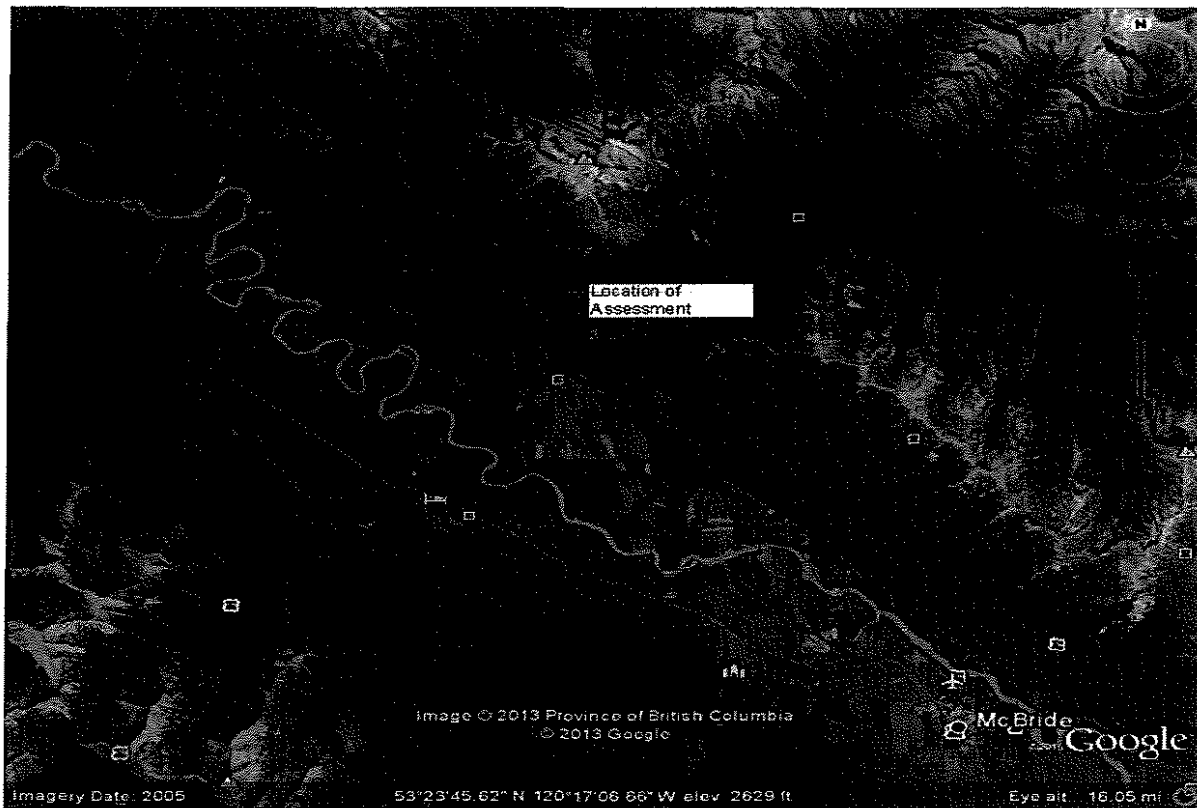 N
Location of
Assessment
Image © 2013 Province of British Columbia
© 2013 Google
McBride
Google
Imagery Date: 2005 53°23'45.62" N 120°17'06.66" W elev 2629 ft Eye alt 16.05 mi